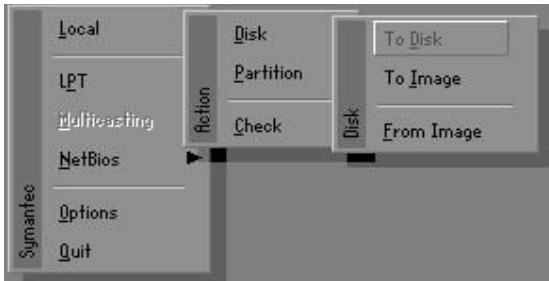 Local
LPT
Multicasting
NetBios
Options
Quit
Symantec
Disk
Partition
Check
Action
To Disk
To Image
From Image
Disk